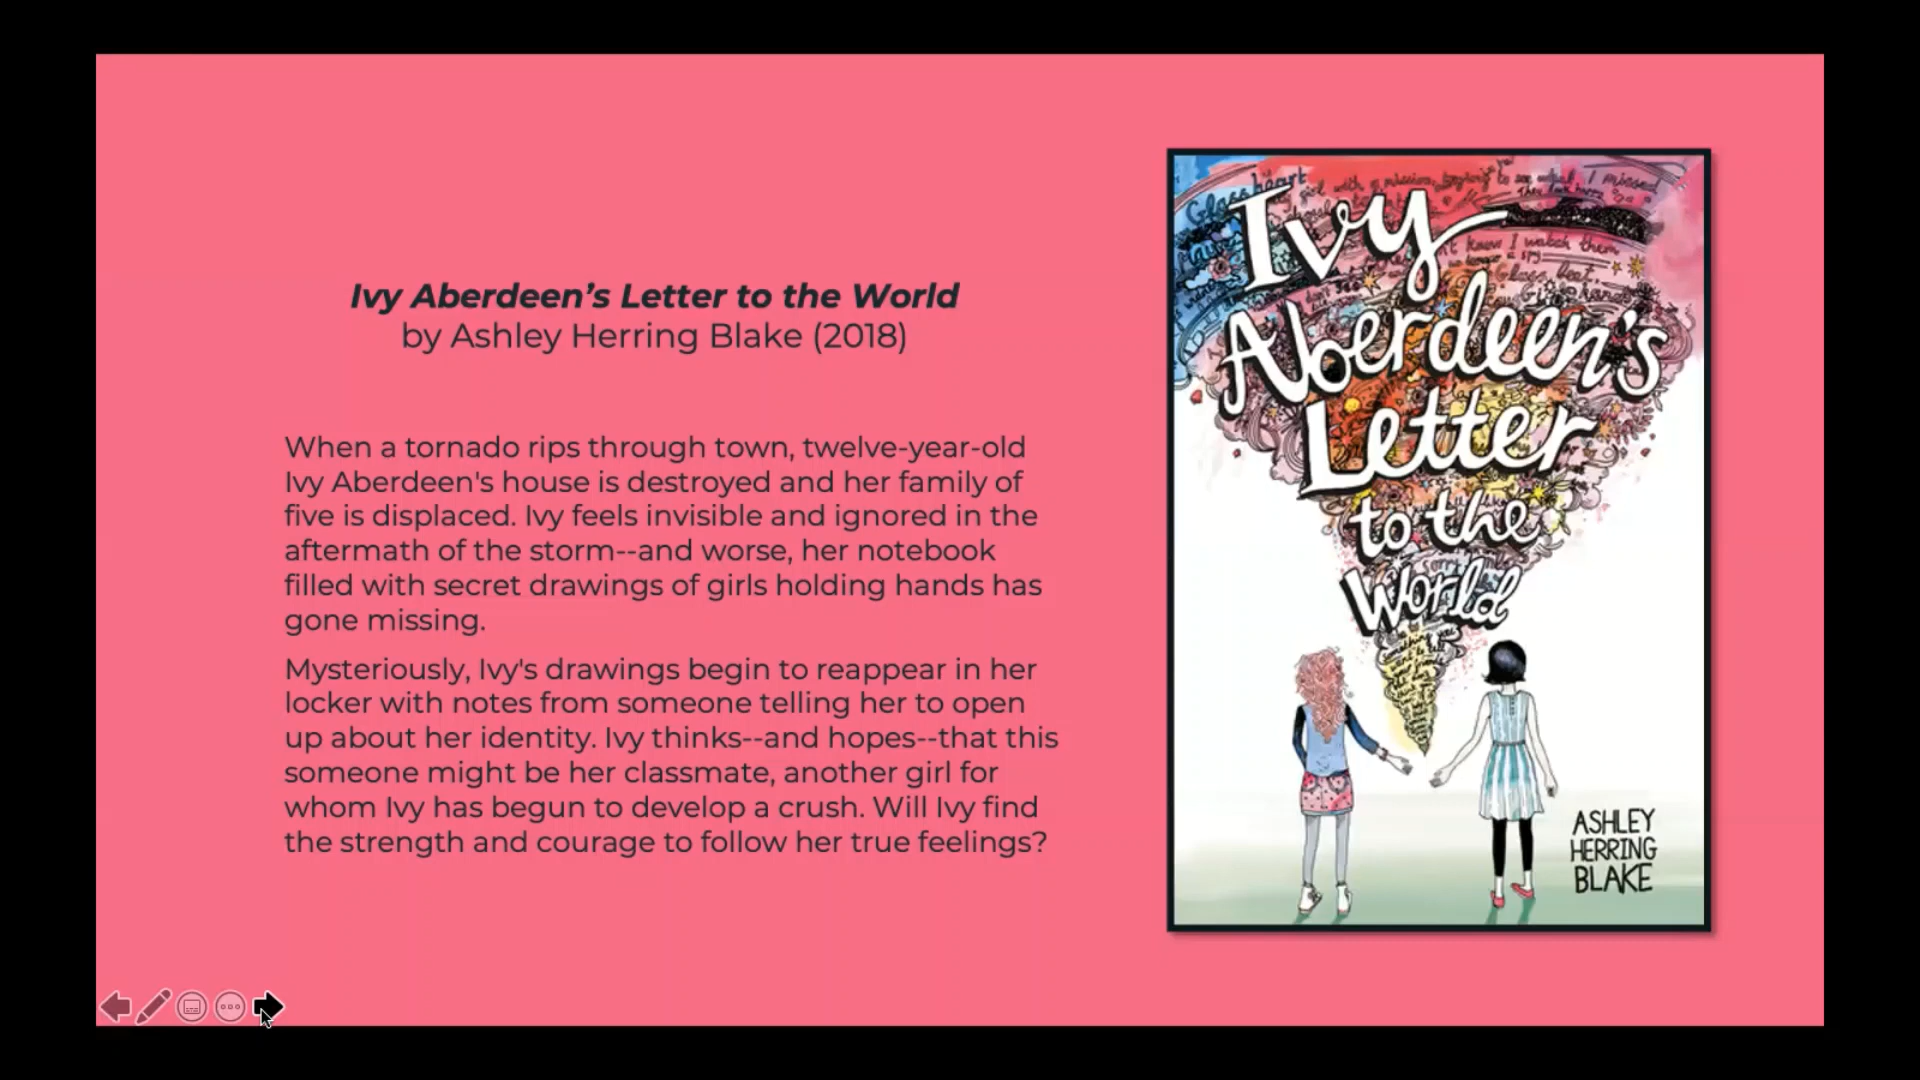 Ivy Aberdeen’s Letter to the World
by Ashley Herring Blake (2018)
When a tornado rips through town, twelve-year-old
Ivy Aberdeen's house is destroyed and her family of
five is displaced. Ivy feels invisible and ignored in the
aftermath of the storm--and worse, her notebook
filled with secret drawings of girls holding hands has
gone missing.
Mysteriously, Ivy's drawings begin to reappear in her
locker with notes from someone telling her to open
up about her identity. Ivy thinks--and hopes--that this
someone might be her classmate, another girl for
whom Ivy has begun to develop a crush. Will Ivy find
the strength and courage to follow her true feelings?
Ivy
Aberdeen's
Letter
to the
World
ASHLEY
HERRING
BLAKE